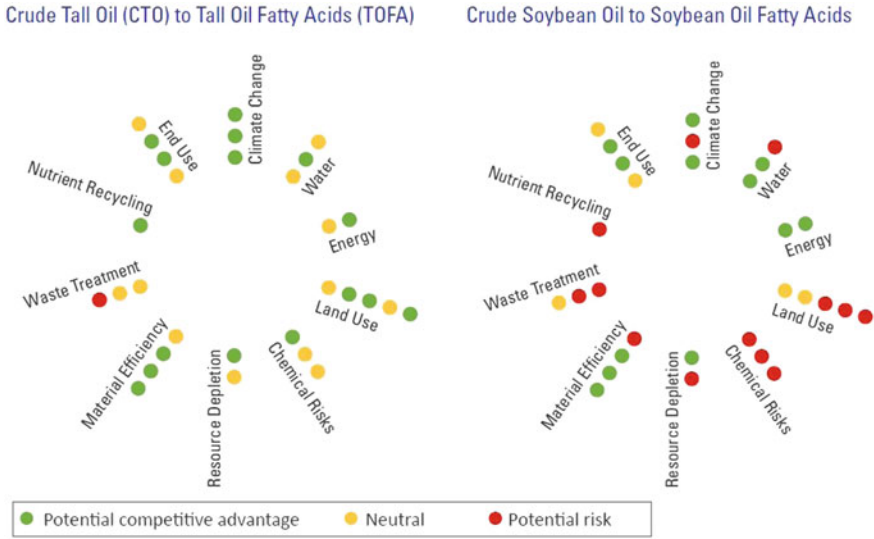 Crude Tall Oil (CTO) to Tall Oil Fatty Acids (TOFA)
Climate Change
Water
Energy
Land Use
Chemical Risks
Resource Depletion
Material Efficiency
Waste Treatment
Nutrient Recycling
End Use
Crude Soybean Oil to Soybean Oil Fatty Acids
Climate Change
Water
Energy
Land Use
Chemical Risks
Resource Depletion
Material Efficiency
Waste Treatment
Nutrient Recycling
End Use
Potential competitive advantage
Neutral
Potential risk